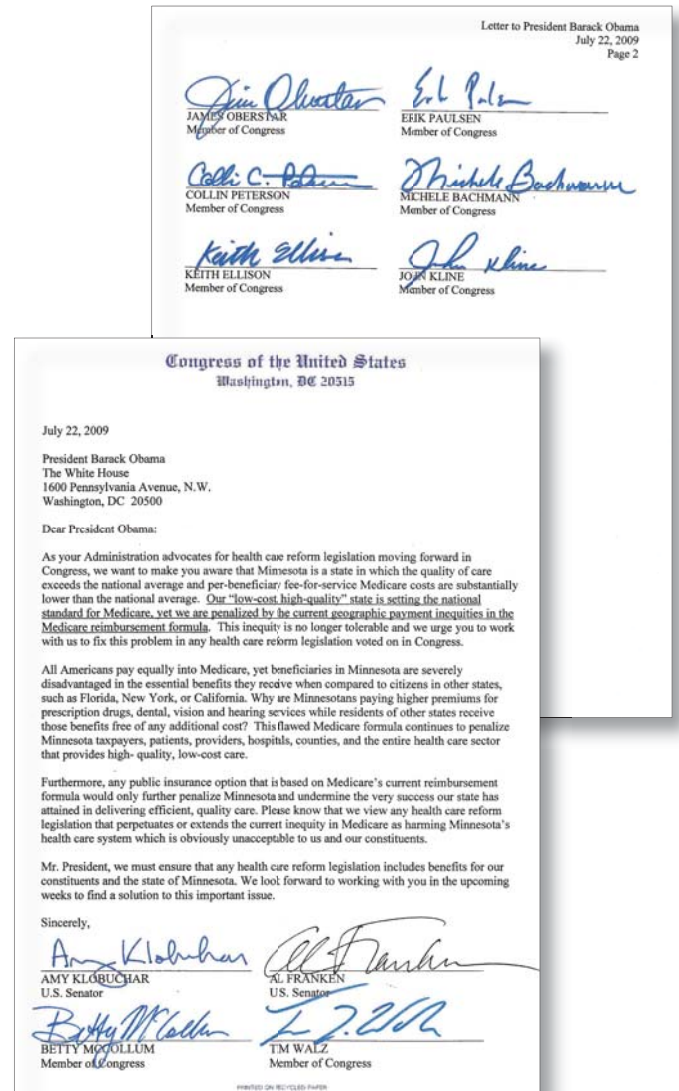 Letter to President Barack Obama
July 22, 2009
Page 2
Jim Oberstar Erik Paulsen
JAMES OBERSTAR ERIK PAULSEN
Member of Congress Member of Congress
Collin C. Peterson Michele Bachmann
COLLIN PETERSON MICHELE BACHMANN
Member of Congress Member of Congress
Keith Ellison John Kline
KEITH ELLISON JOHN KLINE
Member of Congress Member of Congress
Congress of the United States
Washington, DC 20515
July 22, 2009
President Barack Obama
The White House
1600 Pennsylvania Avenue, N.W.
Washington, DC 20500
Dear President Obama:
As your Administration advocates for health care reform legislation moving forward in
Congress, we want to make you aware that Minnesota is a state in which the quality of care
exceeds the national average and per-beneficiary fee-for-service Medicare costs are substantially
lower than the national average. Our “low-cost high-quality” state is setting the national
standard for Medicare, yet we are penalized by the current geographic payment inequities in the
Medicare reimbursement formula. This inequity is no longer tolerable and we urge you to work
with us to fix this problem in any health care reform legislation voted on in Congress.
All Americans pay equally into Medicare, yet beneficiaries in Minnesota are severely
disadvantaged in the essential benefits they receive when compared to citizens in other states,
such as Florida, New York, or California. Why are Minnesotans paying higher premiums for
prescription drugs, dental, vision and hearing services while residents of other states receive
those benefits free of any additional cost? This flawed Medicare formula continues to penalize
Minnesota taxpayers, patients, providers, hospitals, counties, and the entire health care sector
that provides high- quality, low-cost care.
Furthermore, any public insurance option that is based on Medicare’s current reimbursement
formula would only further penalize Minnesota and undermine the very success our state has
attained in delivering efficient, quality care. Please know that we view any health care reform
legislation that perpetuates or extends the current inequity in Medicare as harming Minnesota’s
health care system which is obviously unacceptable to us and our constituents.
Mr. President, we must ensure that any health care reform legislation includes benefits for our
constituents and the state of Minnesota. We look forward to working with you in the upcoming
weeks to find a solution to this important issue.
Sincerely,
Amy Klobuchar Al Franken
AMY KLOBUCHAR AL FRANKEN
U.S. Senator U.S. Senator
Betty McCollum
BETTY MCCOLLUM TIM WALZ
Member of Congress Member of Congress
PRINTED ON RECYCLED PAPER